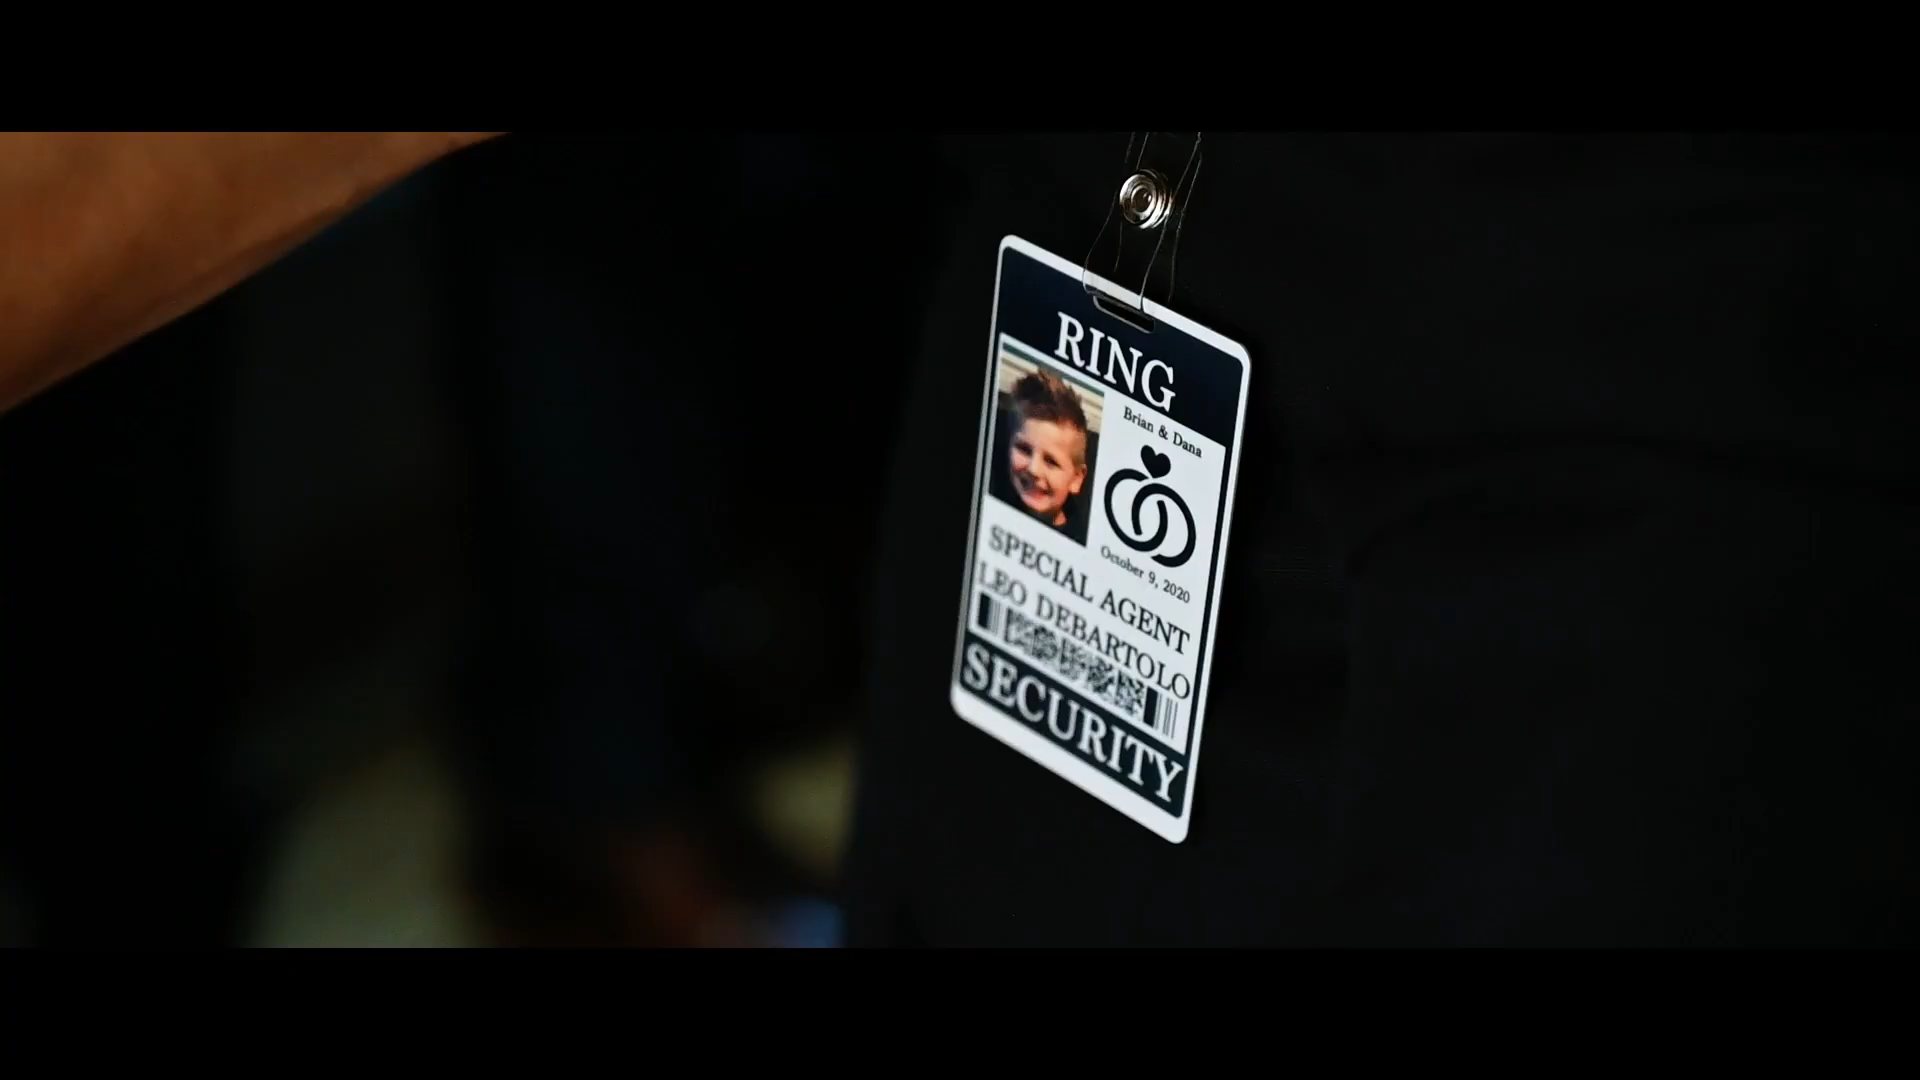 RING
Brian & Dana
October 9, 2020
SPECIAL AGENT
LEO DEBARTOLO
SECURITY